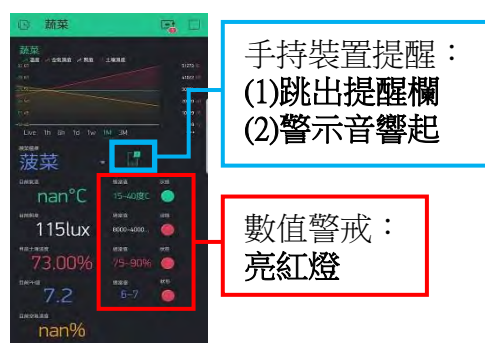 蔬菜
手持裝置提醒：
(1)跳出提醒欄
(2)警示音響起
蔬菜
Live 1h 6h 1d 1w 1M 3M
菠菜
nan°C
15-40度C
115lux
8000-4000...
73.00%
75-90%
7.2
6-7
nan%
數值警戒：
亮紅燈